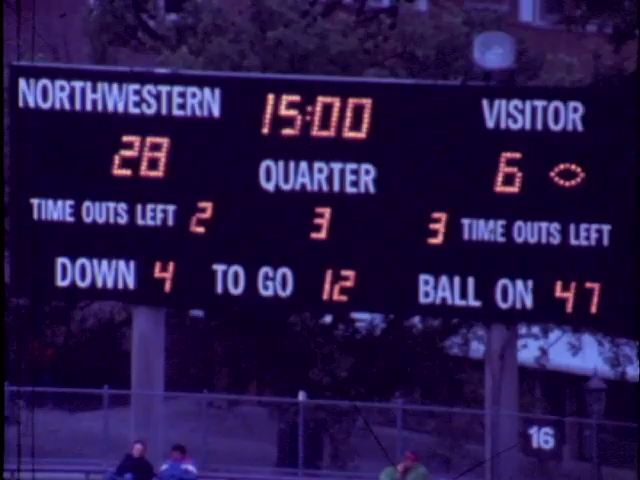 NORTHWESTERN 15:00 VISITOR
28 QUARTER 6
TIME OUTS LEFT 2 3 3 TIME OUTS LEFT
DOWN 4 TO GO 12 BALL ON 47
16